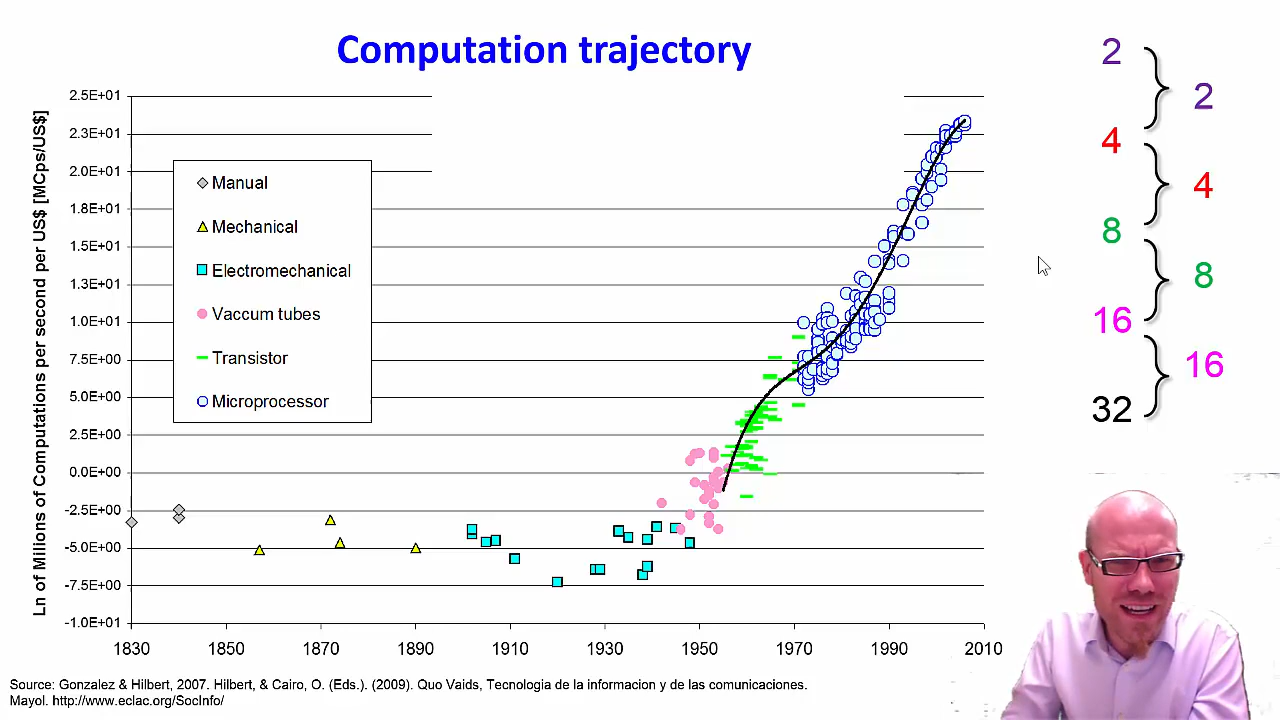 Computation trajectory
Ln of Millions of Computations per second per US$ [MCps/US$]
2.5E+01
2.3E+01
2.0E+01
1.8E+01
1.5E+01
1.3E+01
1.0E+01
7.5E+00
5.0E+00
2.5E+00
0.0E+00
-2.5E+00
-5.0E+00
-7.5E+00
-1.0E+01
Manual
Mechanical
Electromechanical
Vaccum tubes
Transistor
Microprocessor
1830 1850 1870 1890 1910 1930 1950 1970 1990 2010
2
2
4
4
8
8
16
16
32
Source: Gonzalez & Hilbert, 2007. Hilbert, & Cairo, O. (Eds.). (2009). Quo Vaids, Tecnologia de la informacion y de las comunicaciones.
Mayol. http://www.eclac.org/SocInfo/